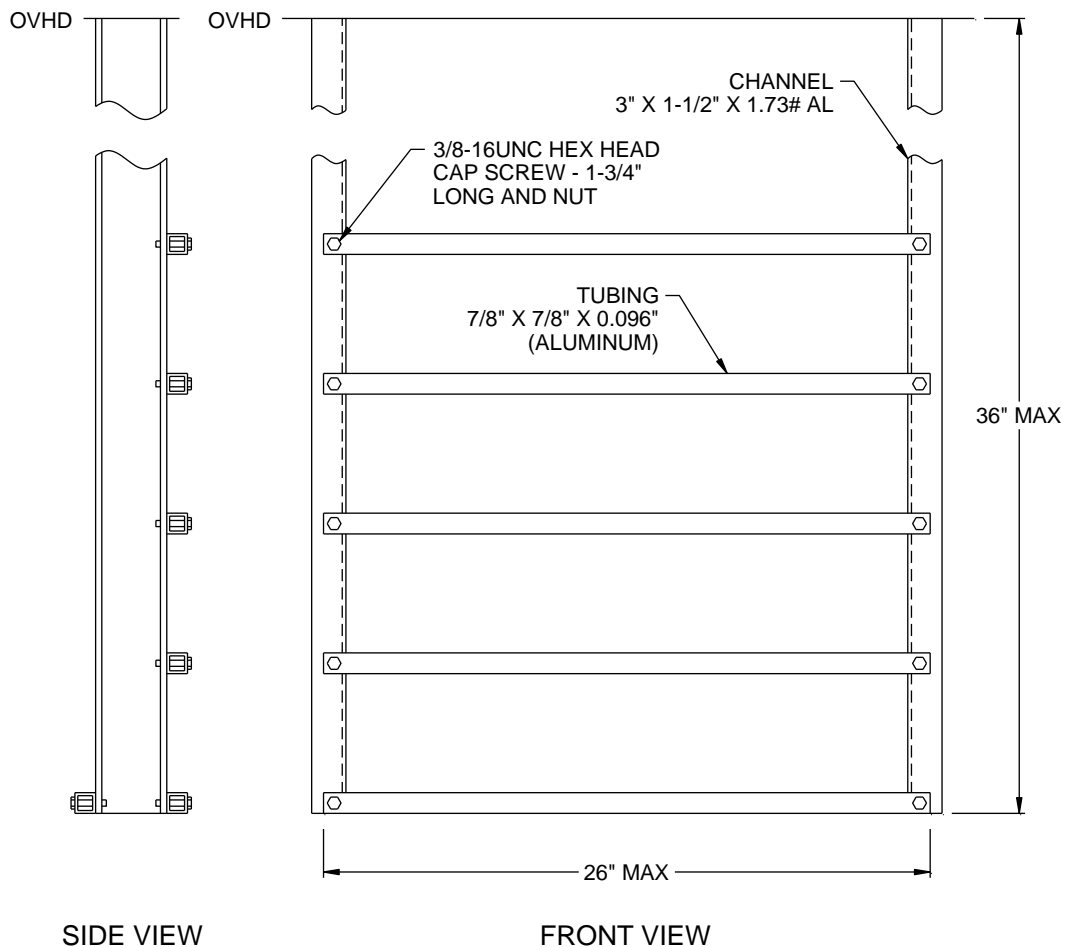 OVHD
OVHD
CHANNEL
3" X 1-1/2" X 1.73# AL
3/8-16UNC HEX HEAD
CAP SCREW - 1-3/4"
LONG AND NUT
TUBING
7/8" X 7/8" X 0.096"
(ALUMINUM)
36" MAX
26" MAX
SIDE VIEW
FRONT VIEW